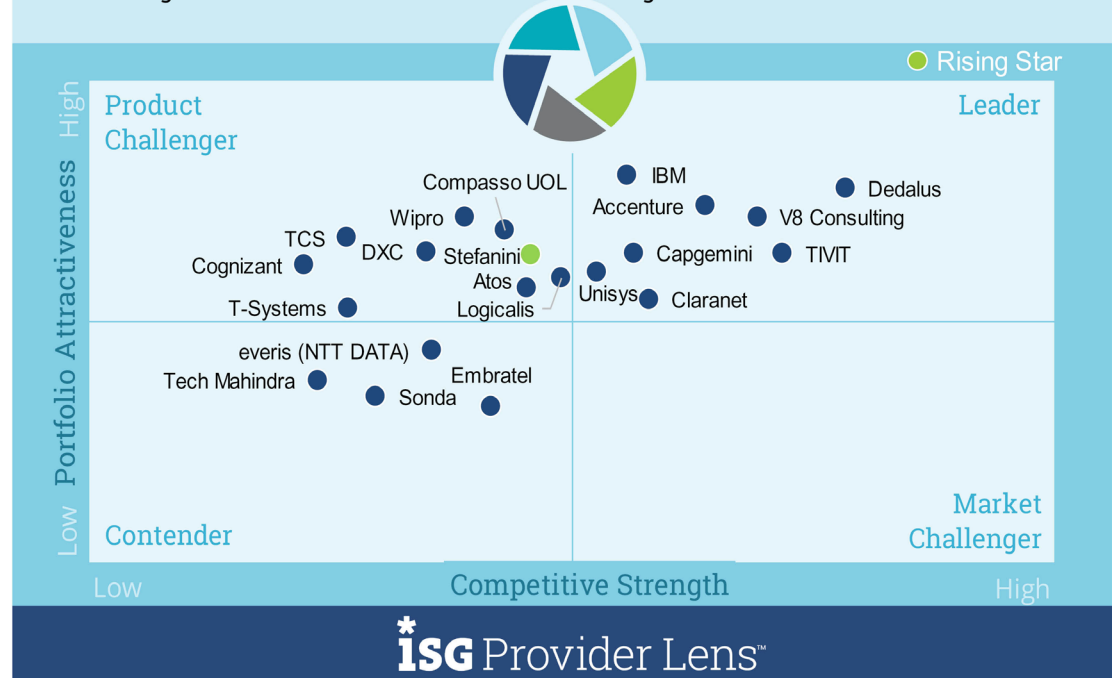 Rising Star
High
Product
Challenger
Leader
Compasso UOL
IBM
Dedalus
Accenture
Wipro
V8 Consulting
TCS
DXC
Stefanini
Capgemini
TIVIT
Cognizant
Atos
Unisys
Claranet
T-Systems
Logicalis
Portfolio Attractiveness
everis (NTT DATA)
Tech Mahindra
Embratel
Sonda
Low
Contender
Market
Challenger
Low
Competitive Strength
High
*ISG Provider Lens™